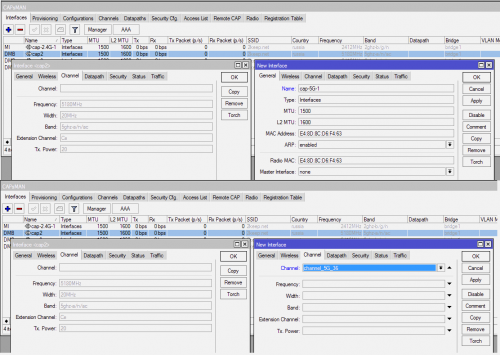 CAPsMAN
Interfaces Provisioning Configurations Channels Datapaths Security Cfg. Access List Remote CAP Radio Registration Table
Manager AAA
Name Type MTU L2 MTU Tx Rx Tx Packet (p/s) Rx Packet (p/s) SSID Country Frequency Band Datapath Bridge VLAN M
MI cap-2.4G-1 Interfaces 1500 1600 0 bps 0 bps 0 0 russia 2412MHz 2ghz-b/g/n bridge1
DMB cap2 Interfaces 1500 1600 0 bps 0 bps 0 0
Interface <cap2>
General Wireless Channel Datapath Security Status Traffic
Channel:
Frequency: 5180MHz
Width: 20MHz
Band: 5ghz-a/n/ac
Extension Channel: Ce
Tx. Power: 20
OK
Copy
Remove
Torch
New Interface
General Wireless Channel Datapath Security Status Traffic
Name: cap-5G-1
Type: Interfaces
MTU: 1500
L2 MTU: 1600
MAC Address: E4:8D:8C:D6:F4:63
ARP: enabled
Radio MAC: E4:8D:8C:D6:F4:63
Master Interface: none
OK
Cancel
Apply
Disable
Comment
Copy
Remove
Torch
CAPsMAN
Interfaces Provisioning Configurations Channels Datapaths Security Cfg. Access List Remote CAP Radio Registration Table
Manager AAA
Name Type MTU L2 MTU Tx Rx Tx Packet (p/s) Rx Packet (p/s) SSID Country Frequency Band Datapath Bridge VLAN M
MI cap-2.4G-1 Interfaces 1500 1600 0 bps 0 bps 0 0 russia 2412MHz 2ghz-b/g/n bridge1
DMB cap2 Interfaces 1500 1600 0 bps 0 bps 0 0
Interface <cap2>
General Wireless Channel Datapath Security Status Traffic
Channel:
Frequency: 5180MHz
Width: 20MHz
Band: 5ghz-a/n/ac
Extension Channel: Ce
Tx. Power: 20
OK
Copy
Remove
Torch
New Interface
General Wireless Channel Datapath Security Status Traffic
Channel: channel_5G_36
Frequency:
Width:
Band:
Extension Channel:
Tx. Power:
OK
Cancel
Apply
Disable
Comment
Copy
Remove
Torch